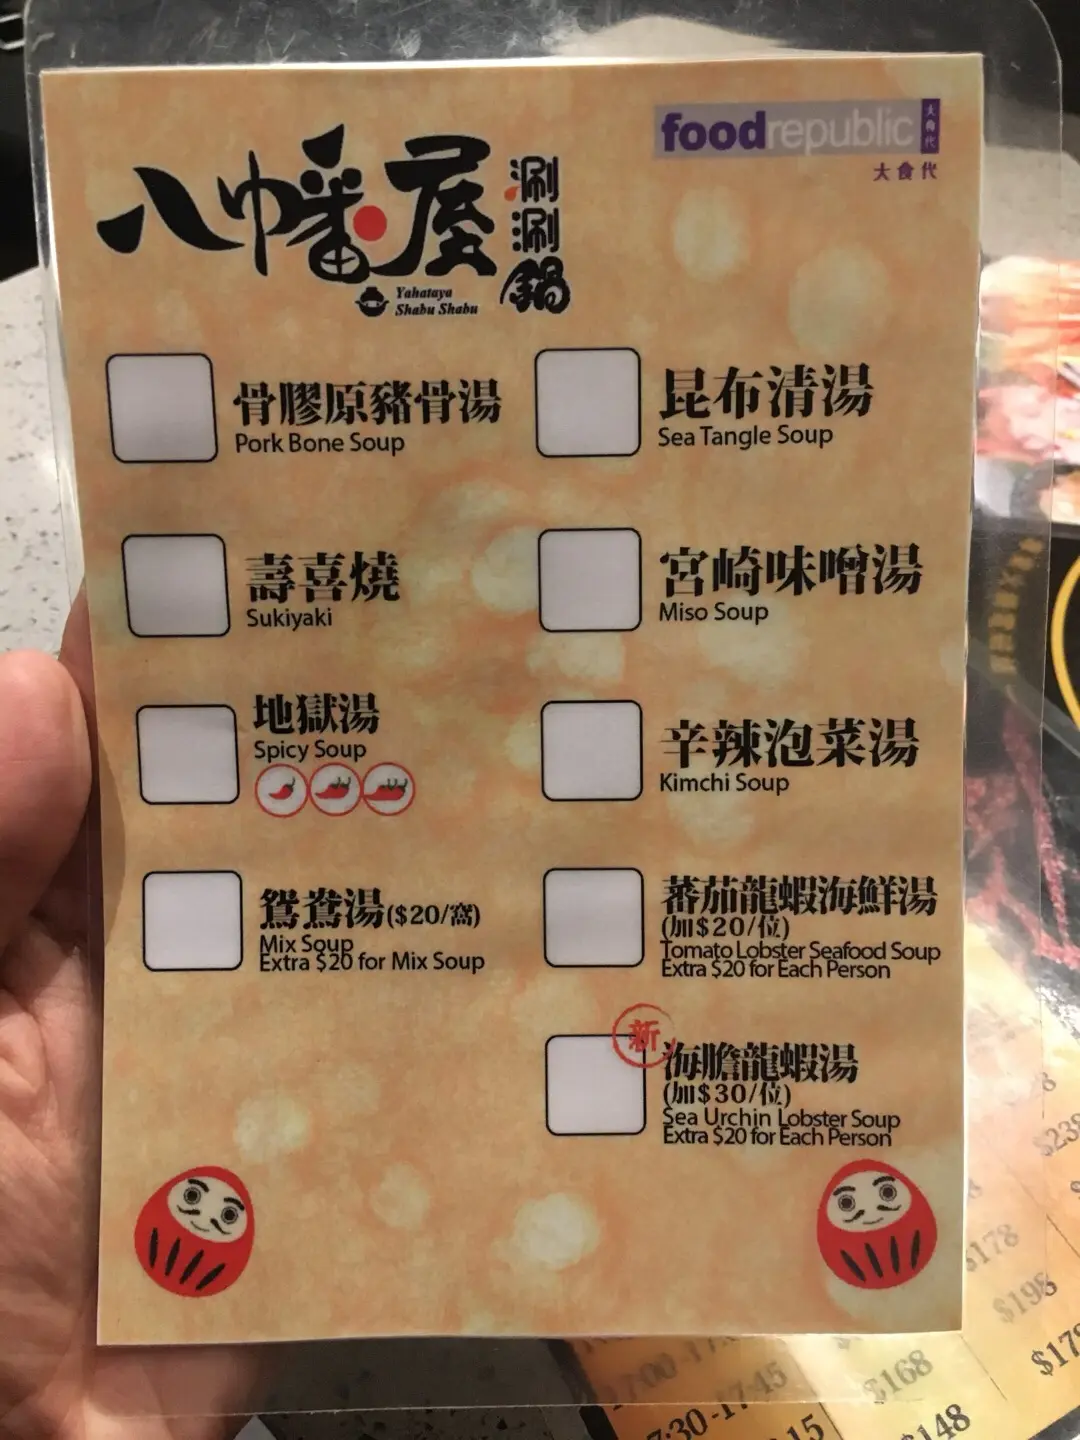 food republic 大食代
大食代
八幡屋 涮涮鍋
Yahataya
Shabu Shabu
骨膠原豬骨湯
Pork Bone Soup
昆布清湯
Sea Tangle Soup
壽喜燒
Sukiyaki
宮崎味噌湯
Miso Soup
地獄湯
Spicy Soup
辛辣泡菜湯
Kimchi Soup
鴛鴦湯($20/窩)
Mix Soup
Extra $20 for Mix Soup
蕃茄龍蝦海鮮湯
(加$20/位)
Tomato Lobster Seafood Soup
Extra $20 for Each Person
新
海膽龍蝦湯
(加$30/位)
Sea Urchin Lobster Soup
Extra $20 for Each Person
$178
$198
$168
$148